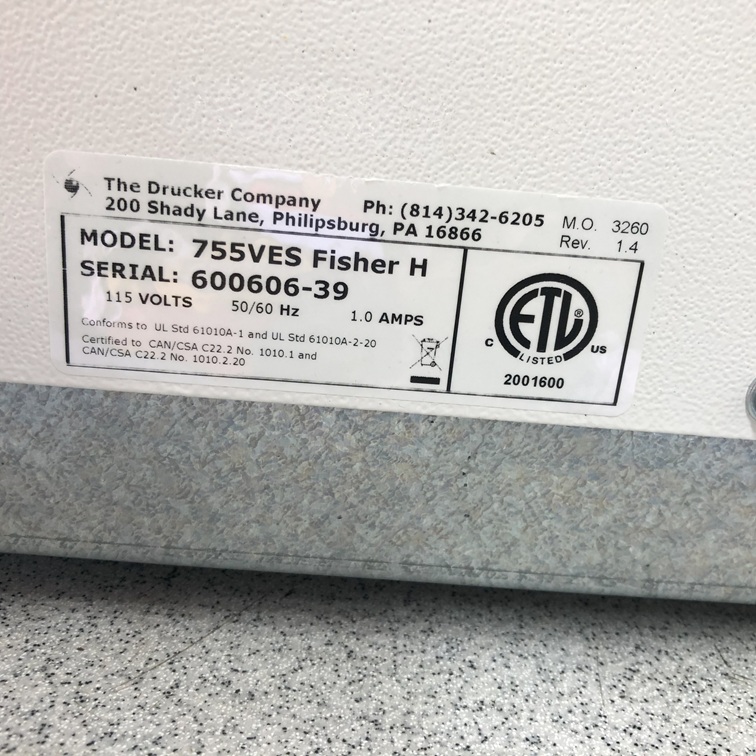 The Drucker Company Ph: (814)342-6205 M.O. 3260
200 Shady Lane, Philipsburg, PA 16866 Rev. 1.4
MODEL: 755VES Fisher H
SERIAL: 600606-39
115 VOLTS 50/60 Hz 1.0 AMPS
Conforms to UL Std 61010A-1 and UL Std 61010A-2-20
Certified to CAN/CSA C22.2 No. 1010.1 and
CAN/CSA C22.2 No. 1010.2.20
ETL ®
C LISTED US
2001600